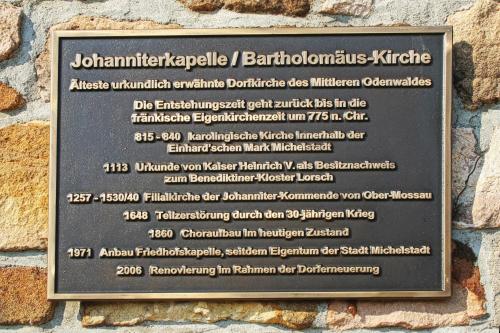 Johanniterkapelle / Bartholomäus-Kirche
Älteste urkundlich erwähnte Dorfkirche des Mittleren Odenwaldes
Die Entstehungszeit geht zurück bis in die
fränkische Eigenkirchenzeit um 775 n. Chr.
815 - 840 karolingische Kirche innerhalb der
Einhard'schen Mark Michelstadt
1113 Urkunde von Kaiser Heinrich V. als Besitznachweis
zum Benediktiner-Kloster Lorsch
1257 - 1530/40 Filialkirche der Johanniter-Kommende von Ober-Mossau
1648 Teilzerstörung durch den 30-jährigen Krieg
1860 Choraufbau im heutigen Zustand
1971 Anbau Friedhofskapelle, seitdem Eigentum der Stadt Michelstadt
2006 Renovierung im Rahmen der Dorferneuerung